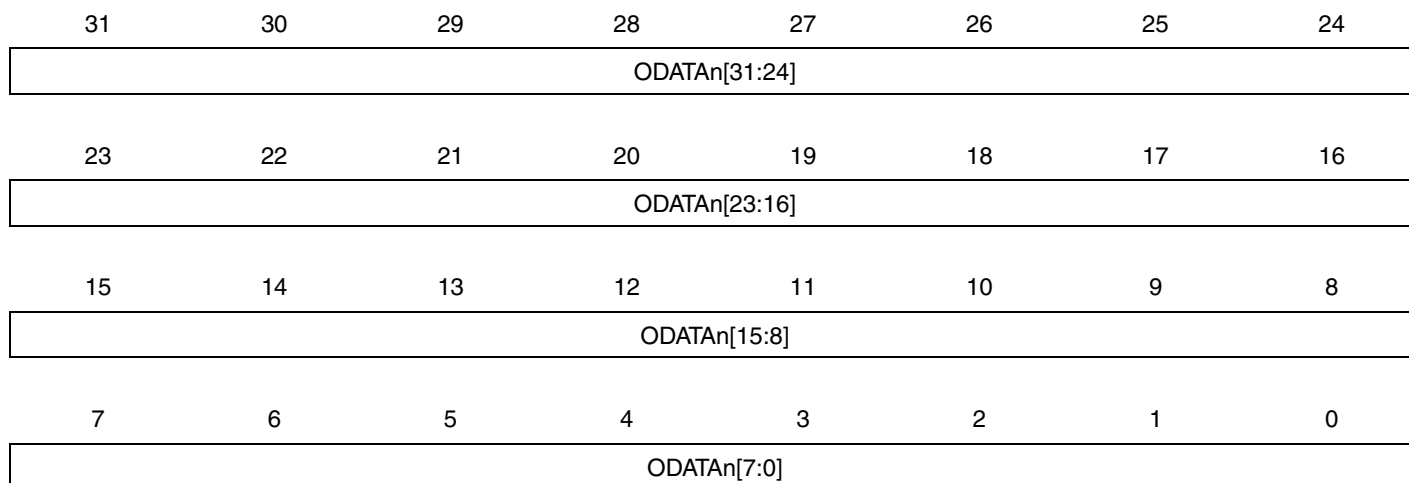 31 30 29 28 27 26 25 24
ODATAn[31:24]
23 22 21 20 19 18 17 16
ODATAn[23:16]
15 14 13 12 11 10 9 8
ODATAn[15:8]
7 6 5 4 3 2 1 0
ODATAn[7:0]